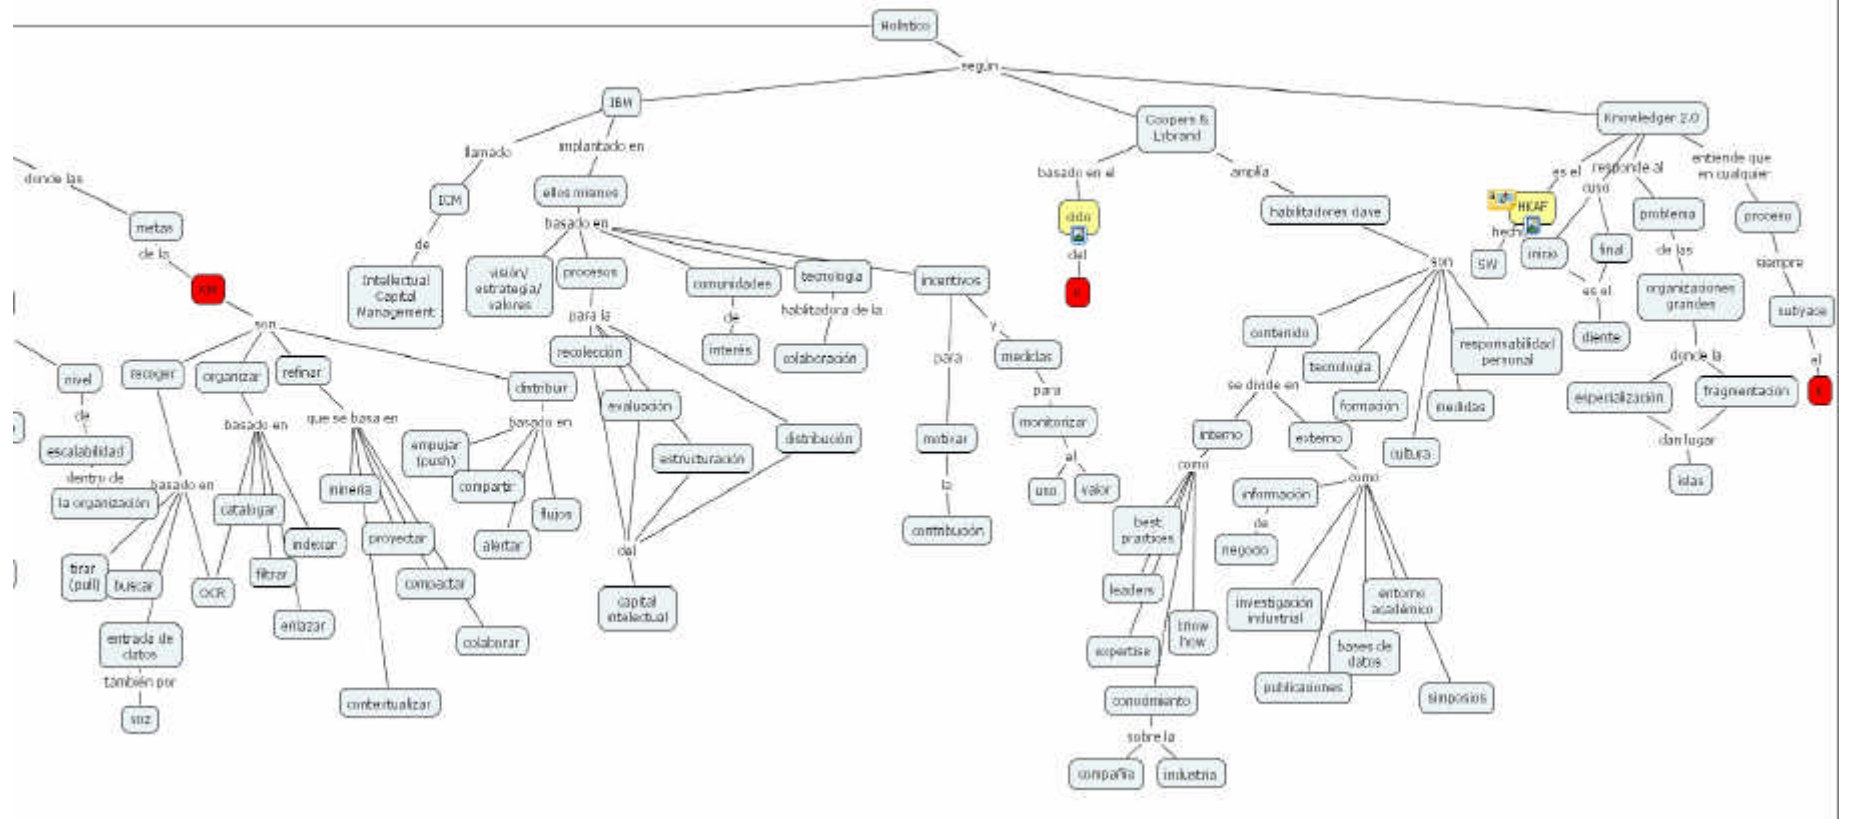 Holístico
según
IBM
Coopers &
Lybrand
Knowledger 2.0
llamado
implantado en
basado en el
amplía
es el
responde al
entiende que
en cualquier
donde las
ICM
ellos mismos
habilitadores clave
HKAF
cuyo
problema
proceso
metas
basado en
ciclo
hecho
inicio
final
de la
de
del
son
SW
de las
siempre
Intellectual
Capital
Management
visión/
estrategia/
valores
procesos
comunidades
tecnología
incentivos
organizaciones
grandes
es el
subyace
para la
de
habilitadora de la
y
contenido
cliente
son
recolección
interés
colaboración
para
medidas
tecnología
responsabilidad
personal
donde la
el
nivel
recoger
organizar
refinar
distribuir
para
se divide en
formación
medidas
especialización
fragmentación
de
basado en
que se basa en
basado en
evaluación
distribución
motivar
monitorizar
interno
externo
cultura
dan lugar
escalabilidad
empujar
(push)
estructuración
el
como
como
islas
dentro de
la organización
basado en
minería
compartir
la
uso
valor
información
catalogar
flujos
best
practices
de
indexar
proyectar
alertar
del
contribución
negocio
tirar
(pull)
buscar
OCR
filtrar
compactar
capital
intelectual
leaders
investigación
industrial
entorno
académico
enlazar
colaborar
know
how
entrada de
datos
expertise
bases de
datos
también por
contextualizar
conocimiento
publicaciones
simposios
voz
sobre la
compañía
industria